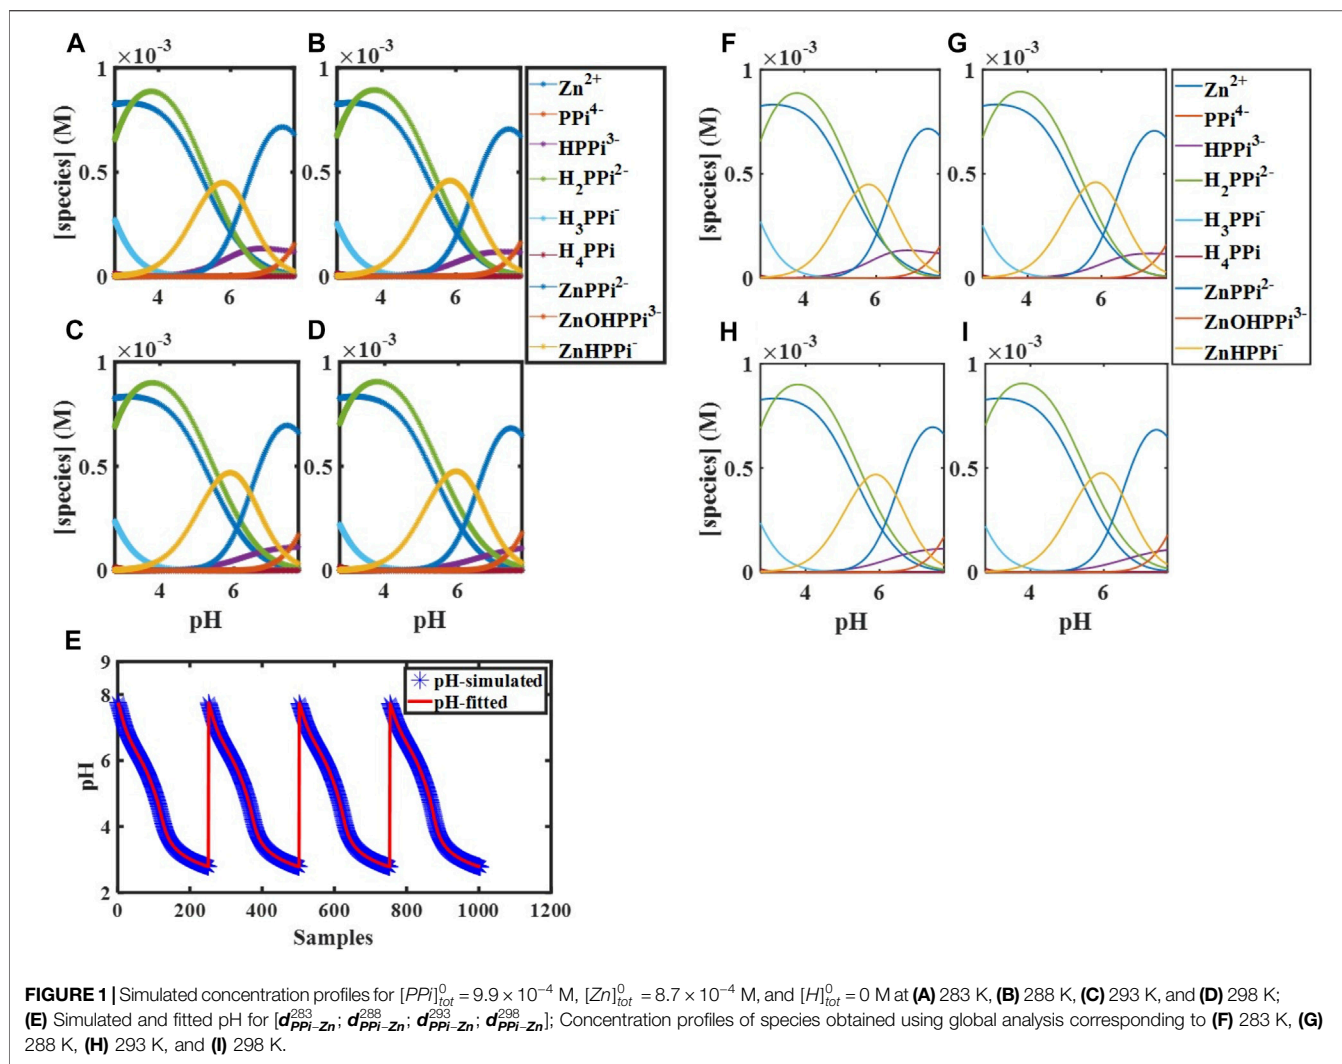 A
B
×10⁻³
×10⁻³
1
0.5
0
4
6
1
0.5
0
4
6
[species] (M)
Zn²⁺
PPi⁴⁻
HPPi³⁻
H₂PPi²⁻
H₃PPi⁻
H₄PPi
ZnPPi²⁻
ZnOHPPi³⁻
ZnHPPi⁻
C
D
×10⁻³
×10⁻³
1
0.5
0
4
6
1
0.5
0
4
6
[species] (M)
pH
pH
E
9
8
6
4
2
pH
0
200
400
600
800
1000
1200
Samples
pH-simulated
pH-fitted
F
G
×10⁻³
×10⁻³
1
0.5
0
4
6
1
0.5
0
4
6
[species] (M)
Zn²⁺
PPi⁴⁻
HPPi³⁻
H₂PPi²⁻
H₃PPi⁻
H₄PPi
ZnPPi²⁻
ZnOHPPi³⁻
ZnHPPi⁻
H
I
×10⁻³
×10⁻³
1
0.5
0
4
6
1
0.5
0
4
6
[species] (M)
pH
pH
FIGURE 1 | Simulated concentration profiles for [PPi]⁰tot = 9.9 × 10⁻⁴ M, [Zn]⁰tot = 8.7 × 10⁻⁴ M, and [H]⁰tot = 0 M at (A) 283 K, (B) 288 K, (C) 293 K, and (D) 298 K;
(E) Simulated and fitted pH for [d²⁸³PPi–Zn; d²⁸⁸PPi–Zn; d²⁹³PPi–Zn; d²⁹⁸PPi–Zn]; Concentration profiles of species obtained using global analysis corresponding to (F) 283 K, (G)
288 K, (H) 293 K, and (I) 298 K.